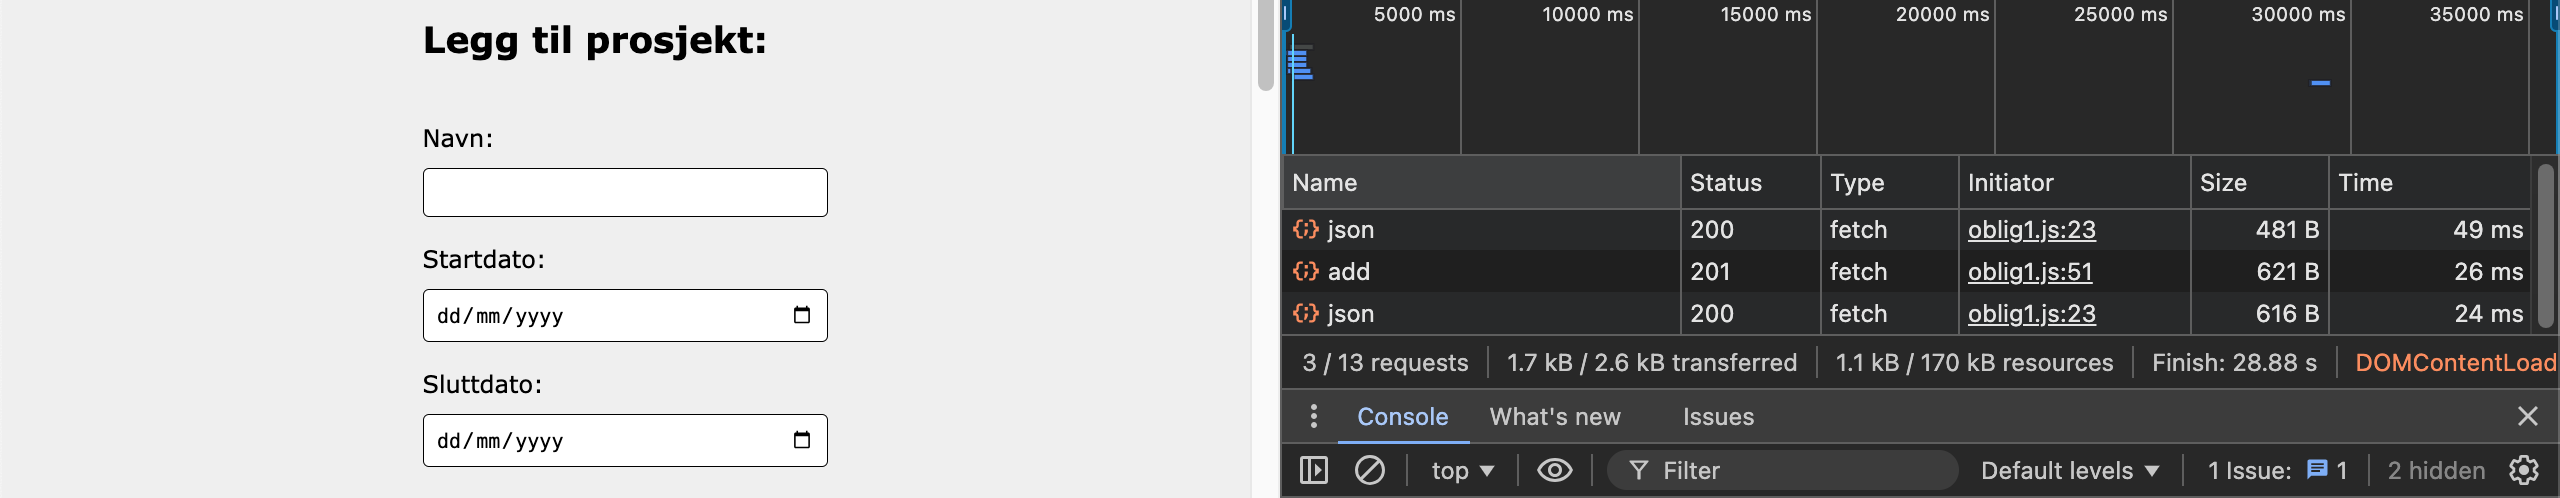 Legg til prosjekt:
Navn:
Startdato:
dd/mm/yyyy
Sluttdato:
dd/mm/yyyy
5000 ms 10000 ms 15000 ms 20000 ms 25000 ms 30000 ms 35000 ms
Name Status Type Initiator Size Time
json 200 fetch oblig1.js:23 481 B 49 ms
add 201 fetch oblig1.js:51 621 B 26 ms
json 200 fetch oblig1.js:23 616 B 24 ms
3 / 13 requests 1.7 kB / 2.6 kB transferred 1.1 kB / 170 kB resources Finish: 28.88 s DOMContentLoad
Console What's new Issues
top Filter Default levels 1 Issue: 1 2 hidden